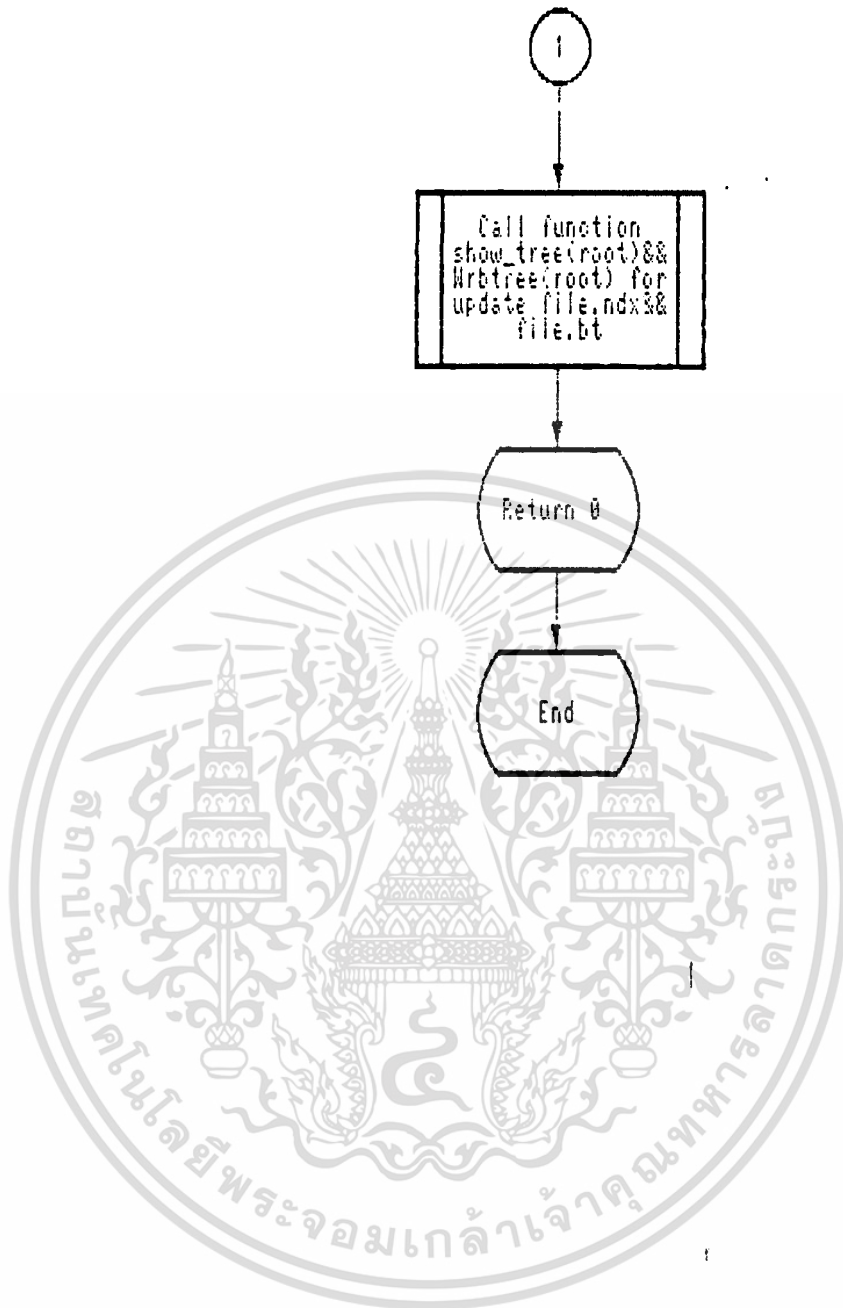 1
Call function
show_tree(root)&&
Wrbtree(root) for
update file.ndx&&
file.bt
Return 0
End
สถาบันเทคโนโลยีพระจอมเกล้าเจ้าคุณทหารลาดกระบัง